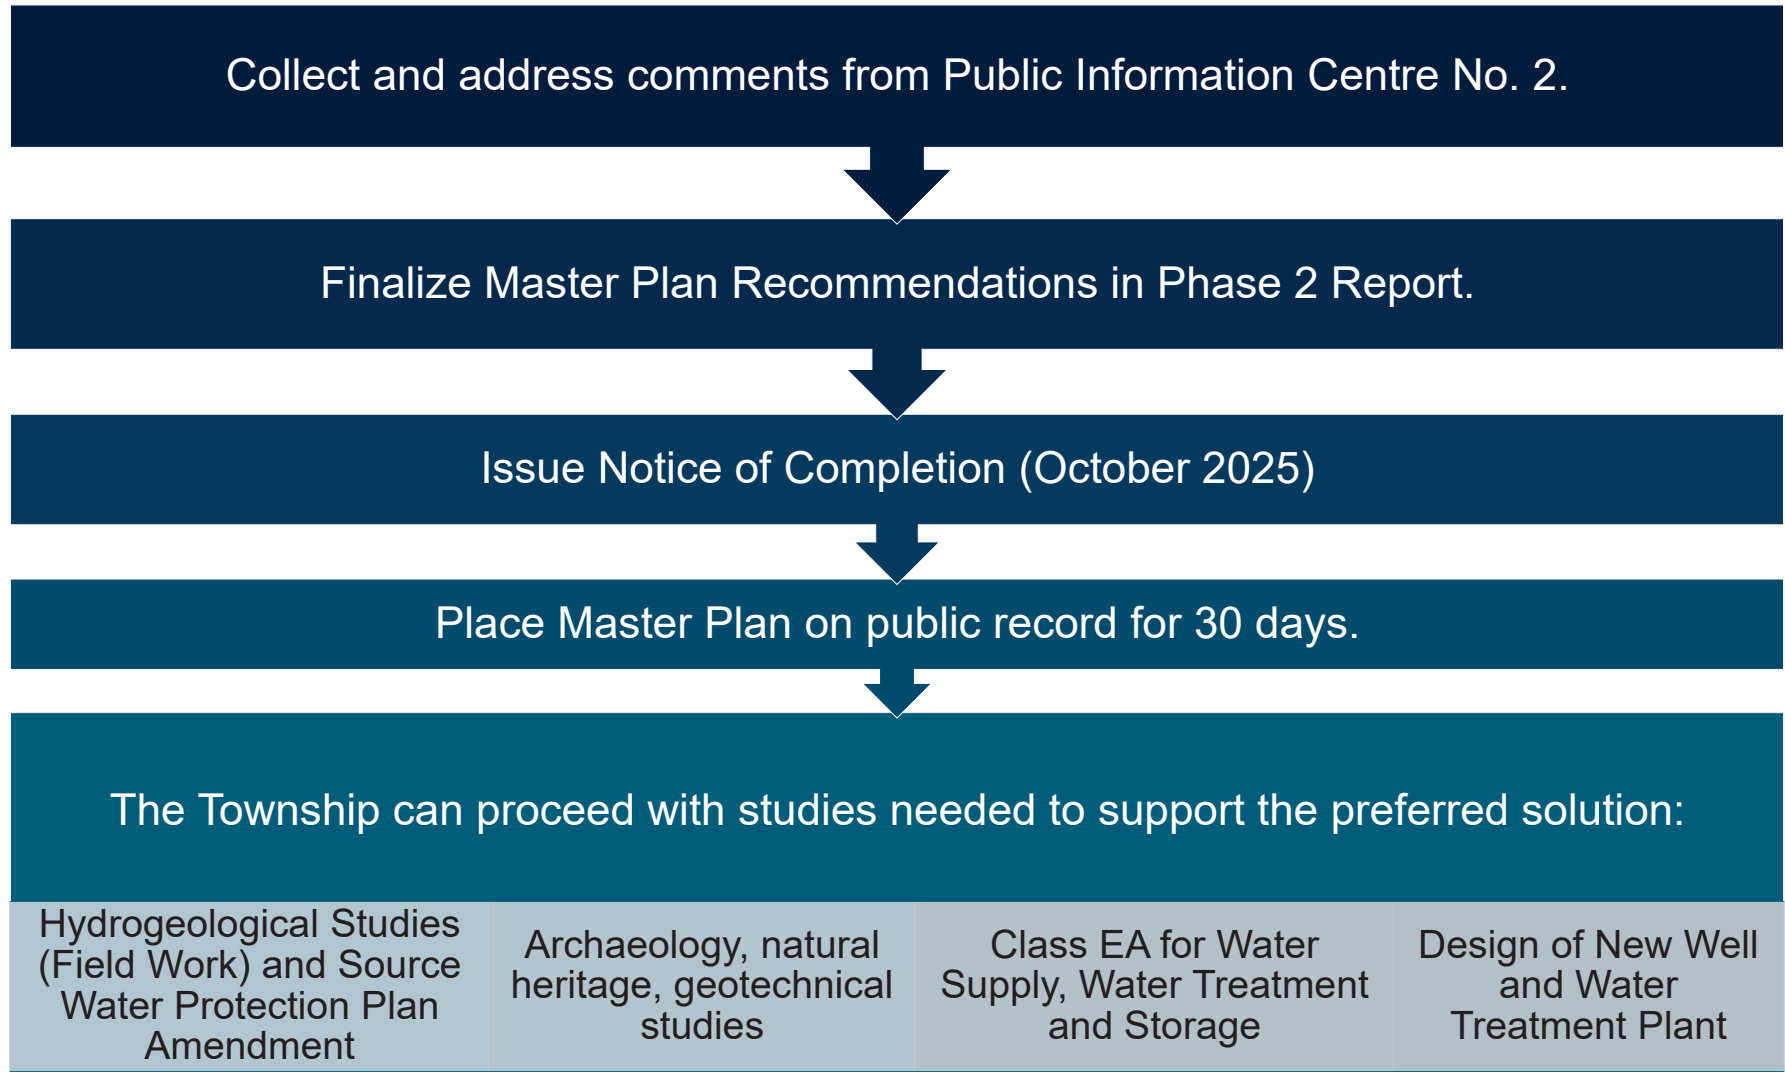 Collect and address comments from Public Information Centre No. 2.
Finalize Master Plan Recommendations in Phase 2 Report.
Issue Notice of Completion (October 2025)
Place Master Plan on public record for 30 days.
The Township can proceed with studies needed to support the preferred solution:
Hydrogeological Studies
(Field Work) and Source
Water Protection Plan
Amendment
Archaeology, natural
heritage, geotechnical
studies
Class EA for Water
Supply, Water Treatment
and Storage
Design of New Well
and Water
Treatment Plant